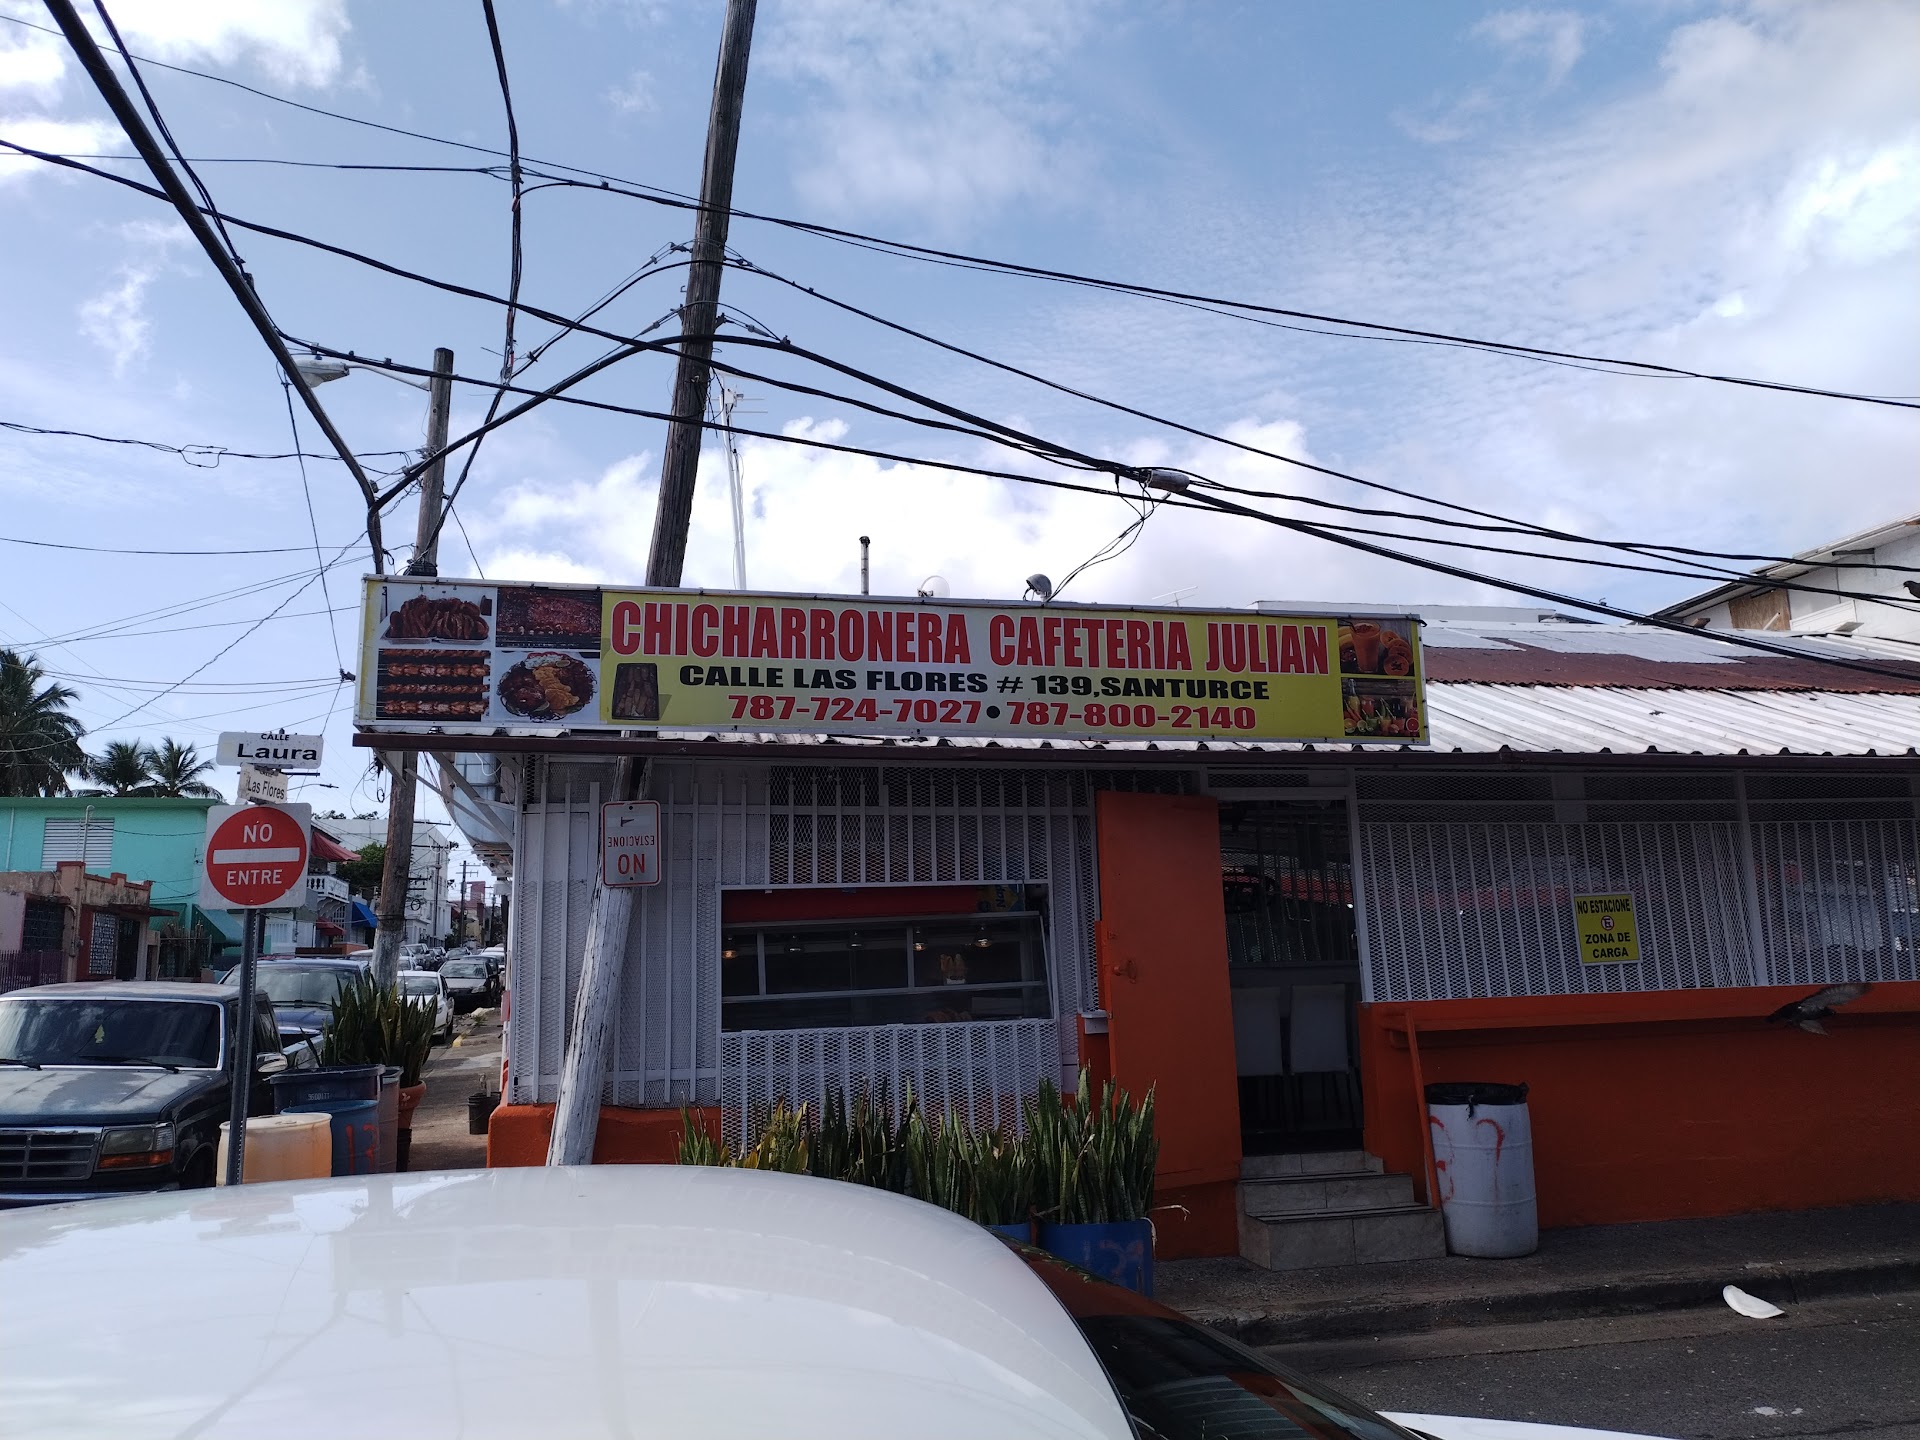 CHICHARRONERA CAFETERIA JULIAN
CALLE LAS FLORES # 139, SANTURCE
787-724-7027 • 787-800-2140
CALLE
Laura
Las Flores
NO
ENTRE
NO
ESTACIONE
NO ESTACIONE
E
ZONA DE
CARGA